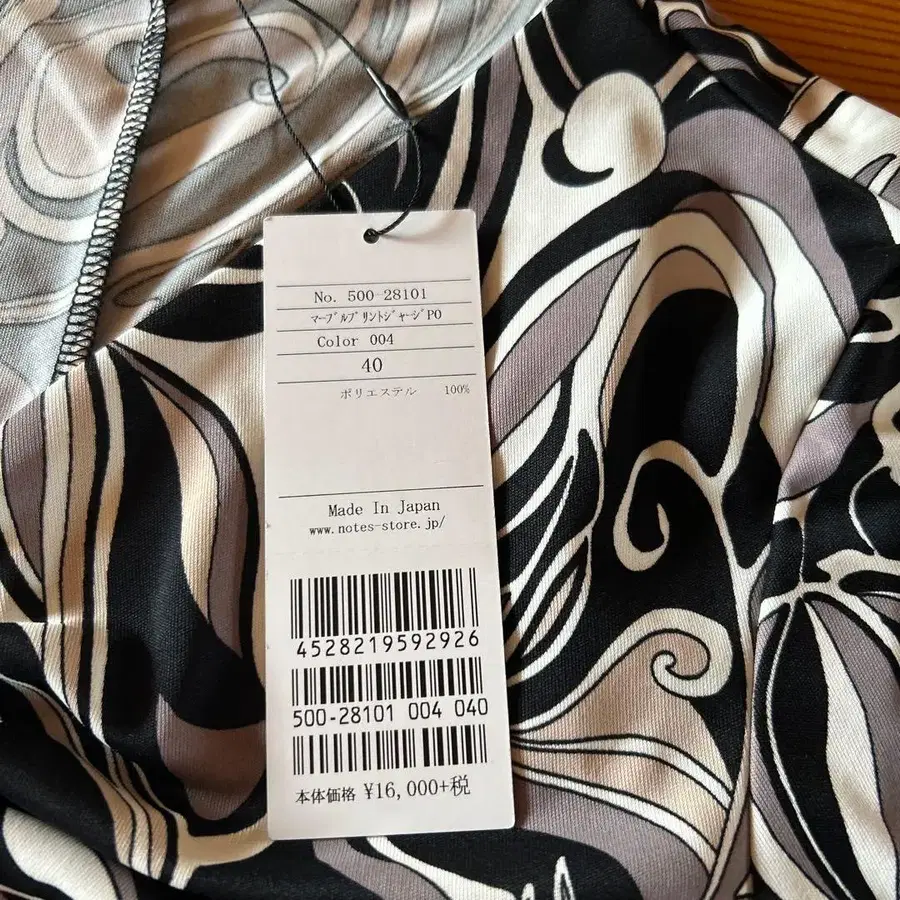 No. 500-28101
ﾏｰﾌﾞﾙﾌﾟﾘﾝﾄｼﾞｬｰｼﾞPO
Color 004
40
ポリエステル 100%
Made In Japan
www.notes-store.jp/
4528219592926
500-28101 004 040
本体価格 ¥16,000+税